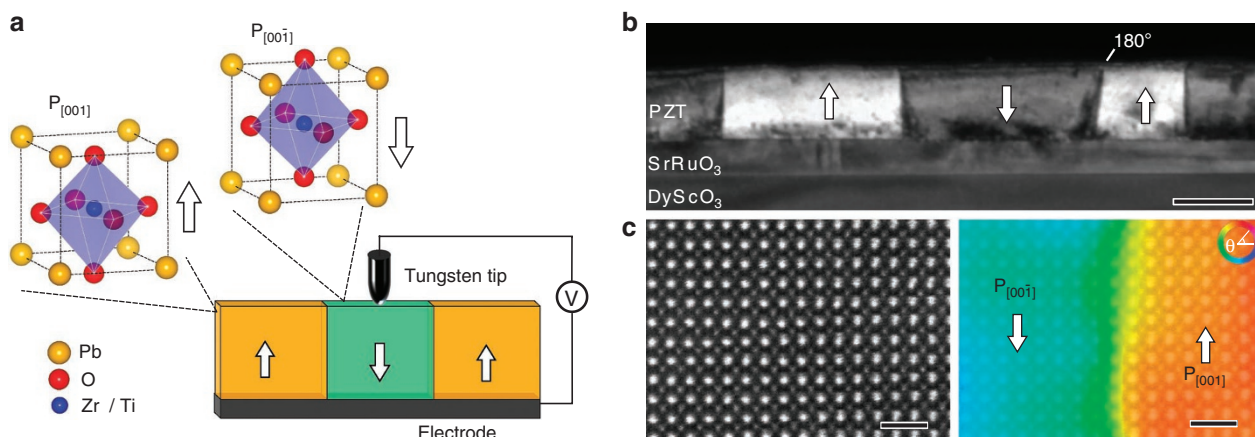 a
P[001̄]
P[001]
Tungsten tip
V
Pb
O
Zr / Ti
Electrode
b
180°
PZT
SrRuO₃
DyScO₃
c
θ
P[001̄]
P[001]